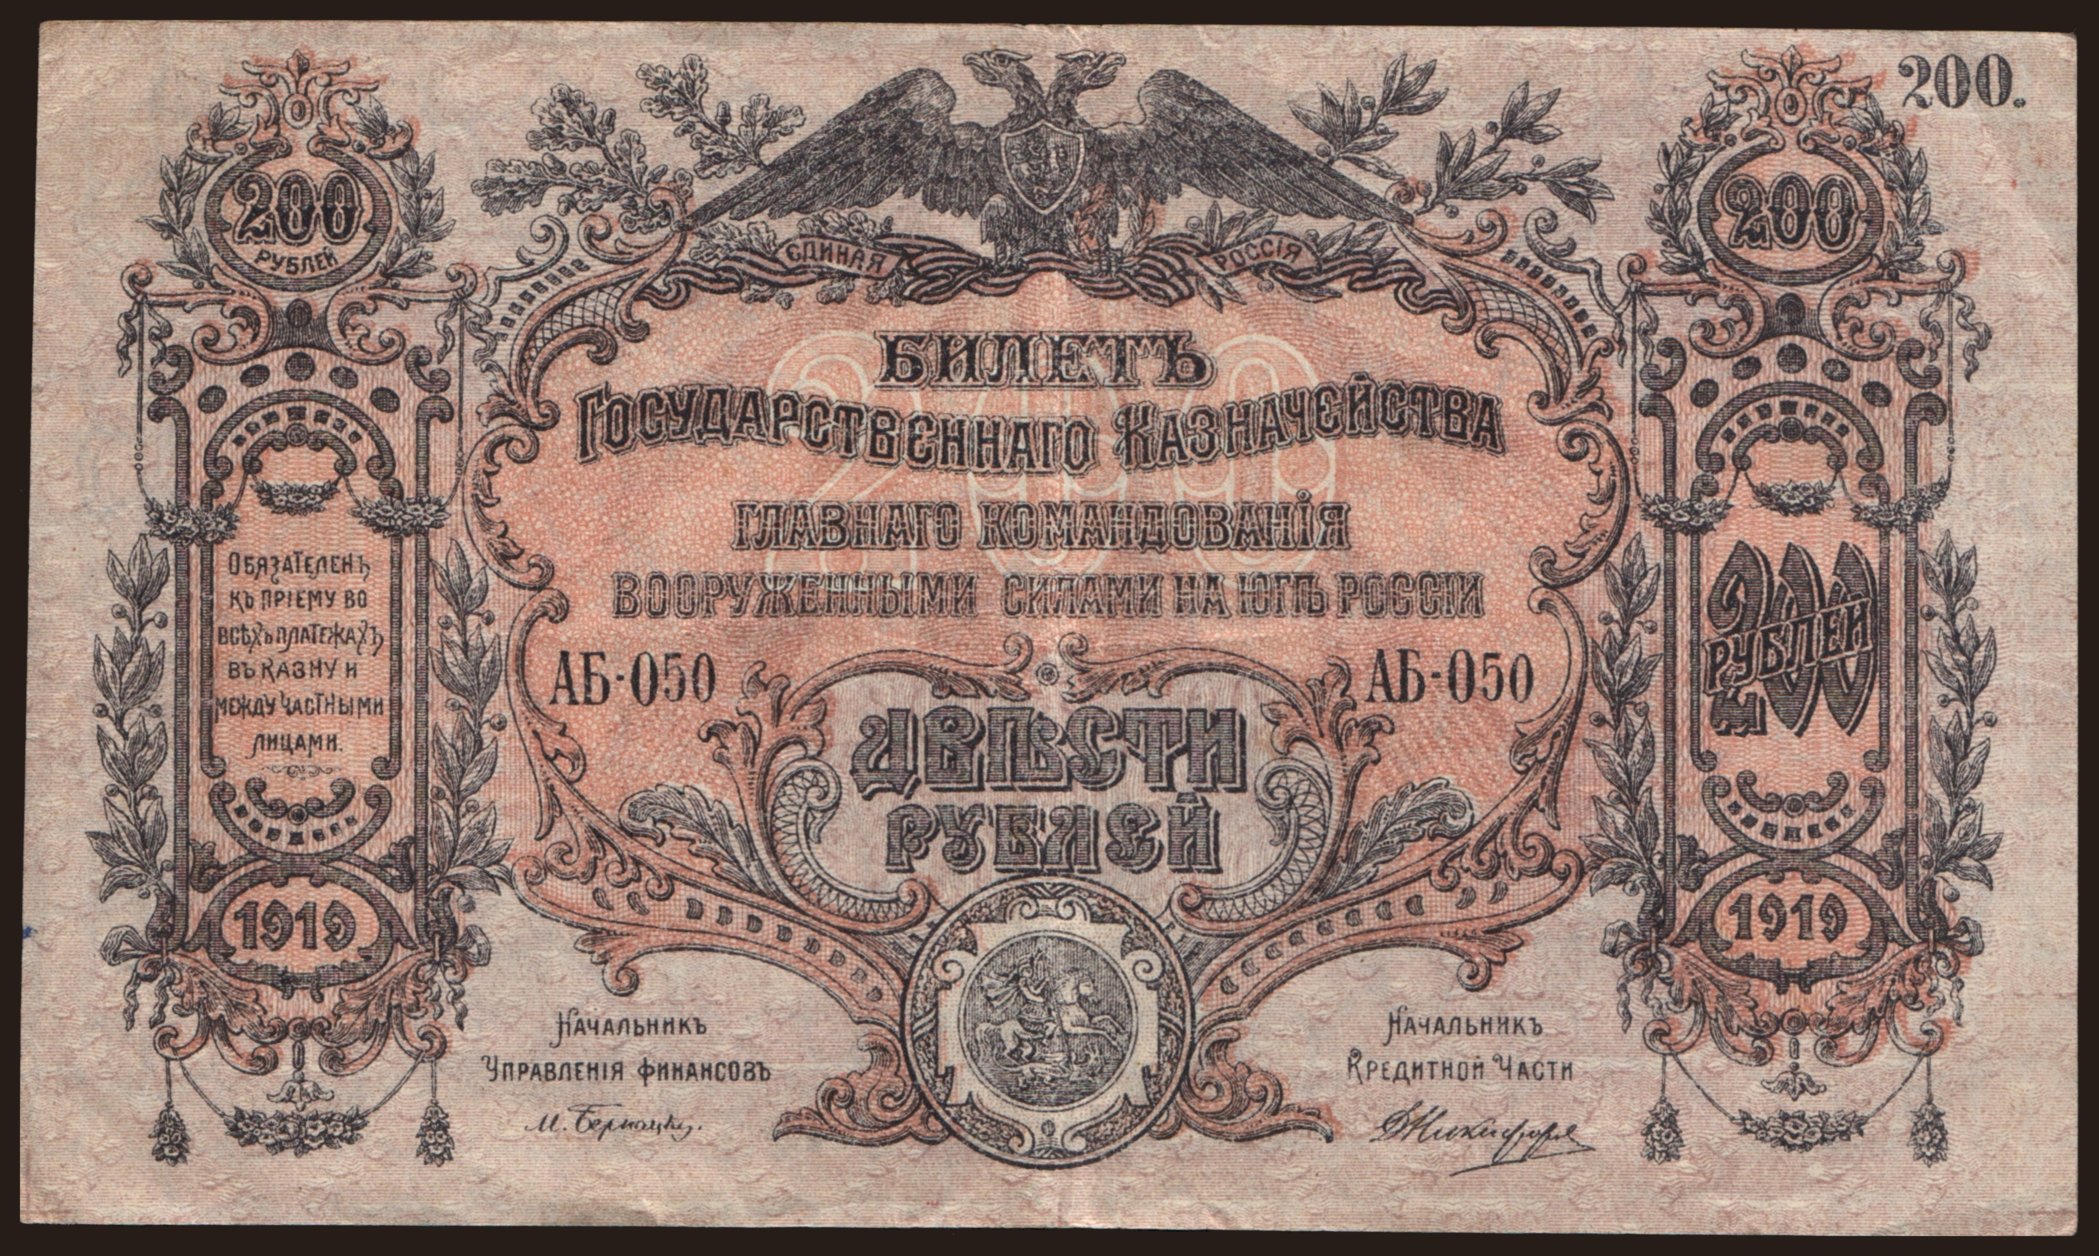 200.
200
РУБЛЕЙ
200
ЄДИНАЯ РОССІЯ
БИЛЕТЪ
ГОСУДАРСТВЕННАГО КАЗНАЧЕЙСТВА
ГЛАВНАГО КОМАНДОВАНІЯ
ВООРУЖЕННЫМИ СИЛАМИ НА ЮГѢ РОССІИ
АБ-050 АБ-050
ДВѢСТИ
РУБЛЕЙ
ОБЯЗАТЕЛЕНЪ
КЪ ПРІЕМУ ВО
ВСѢХЪ ПЛАТЕЖАХЪ
ВЪ КАЗНУ И
МЕЖДУ ЧАСТНЫМИ
ЛИЦАМИ.
200
РУБЛЕЙ
1919
1919
НАЧАЛЬНИКЪ
УПРАВЛЕНІЯ ФИНАНСОВЪ
М. Бернацкій.
НАЧАЛЬНИКЪ
КРЕДИТНОЙ ЧАСТИ